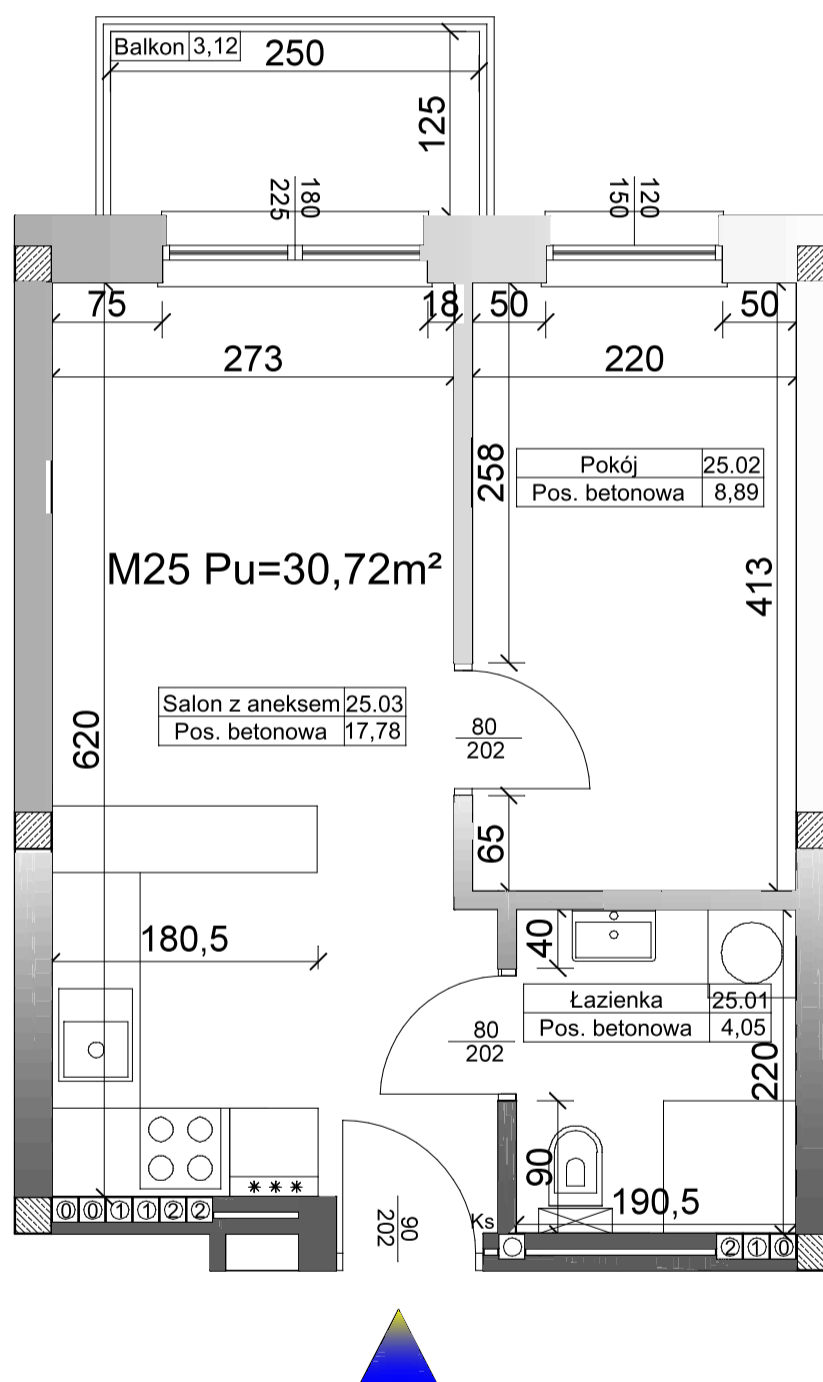 Balkon 3,12
250
125
180
225
120
150
75
18
50
50
273
220
258
Pokój 25.02
Pos. betonowa 8,89
M25 Pu=30,72m²
413
Salon z aneksem 25.03
Pos. betonowa 17,78
620
80
202
65
180,5
40
Łazienka 25.01
Pos. betonowa 4,05
80
202
220
90
190,5
***
90
202
Ks
0 0 1 1 2 2
2 1 0